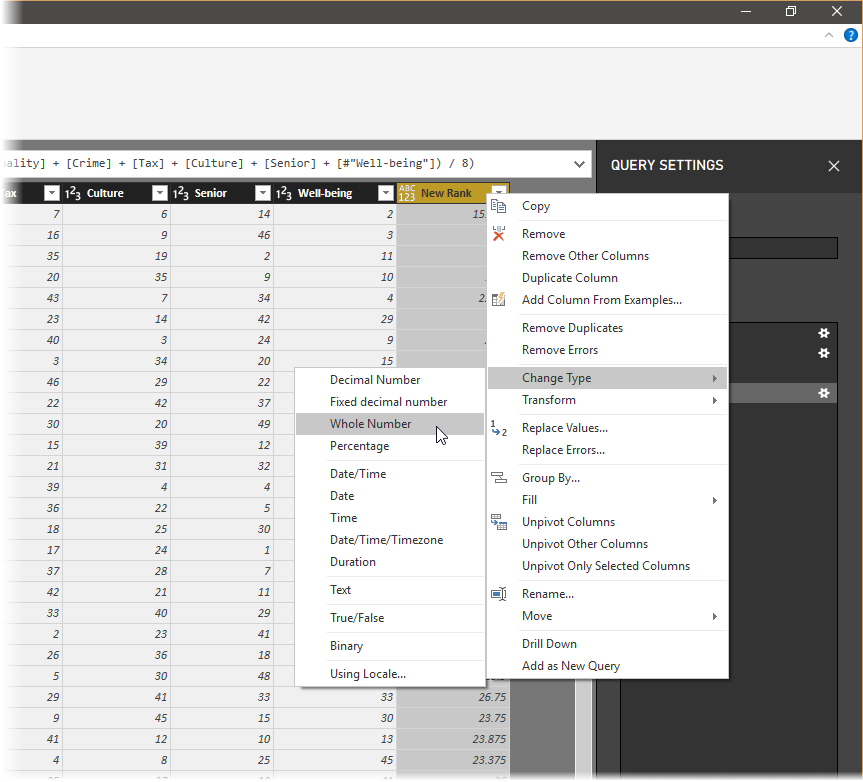 ?
ality] + [Crime] + [Tax] + [Culture] + [Senior] + [#"Well-being"]) / 8)
QUERY SETTINGS
ax 1²3 Culture 1²3 Senior 1²3 Well-being ABC 123 New Rank
7 6 14 2 15.
16 9 46 3
35 19 2 11
20 35 9 10
43 7 34 4 2
23 14 42 29
40 3 24 9
3 34 20 15
46 29 22
22 42 37
30 20 49
15 39 12
21 31 32
39 4 4
36 22 5
18 25 30
17 24 1
37 28 7
42 21 11
33 40 29
2 23 41
26 36 18
5 30 48
29 41 33 33 26.75
9 45 15 30 23.75
41 12 10 13 23.875
4 8 25 45 23.375
Copy
Remove
Remove Other Columns
Duplicate Column
Add Column From Examples...
Remove Duplicates
Remove Errors
Change Type
Transform
Replace Values...
Replace Errors...
Group By...
Fill
Unpivot Columns
Unpivot Other Columns
Unpivot Only Selected Columns
Rename...
Move
Drill Down
Add as New Query
Decimal Number
Fixed decimal number
Whole Number
Percentage
Date/Time
Date
Time
Date/Time/Timezone
Duration
Text
True/False
Binary
Using Locale...